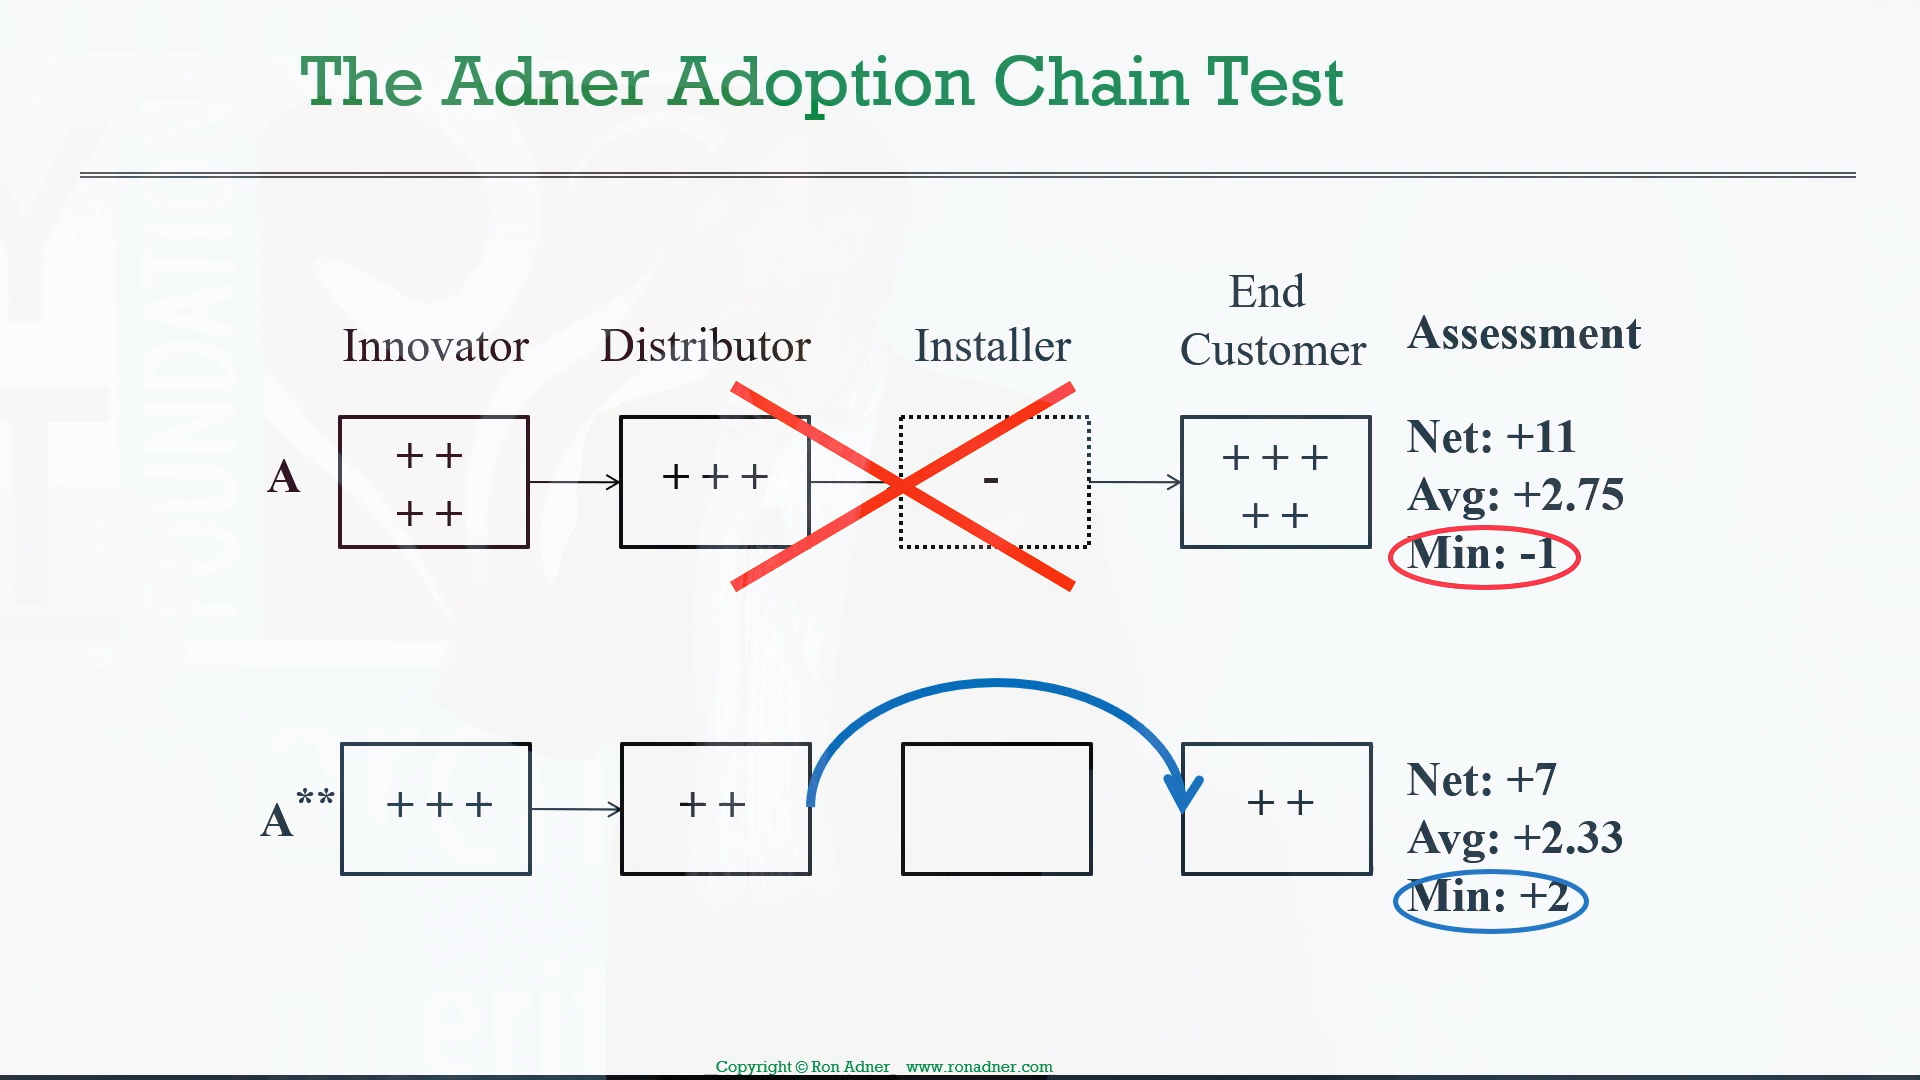 The Adner Adoption Chain Test
Innovator
Distributor
Installer
End
Customer
Assessment
A
+ +
+ +
+ + +
-
+ + +
+ +
Net: +11
Avg: +2.75
Min: -1
A**
+ + +
+ +
+ +
Net: +7
Avg: +2.33
Min: +2
FOUNDATION
Copyright © Ron Adner www.ronadner.com